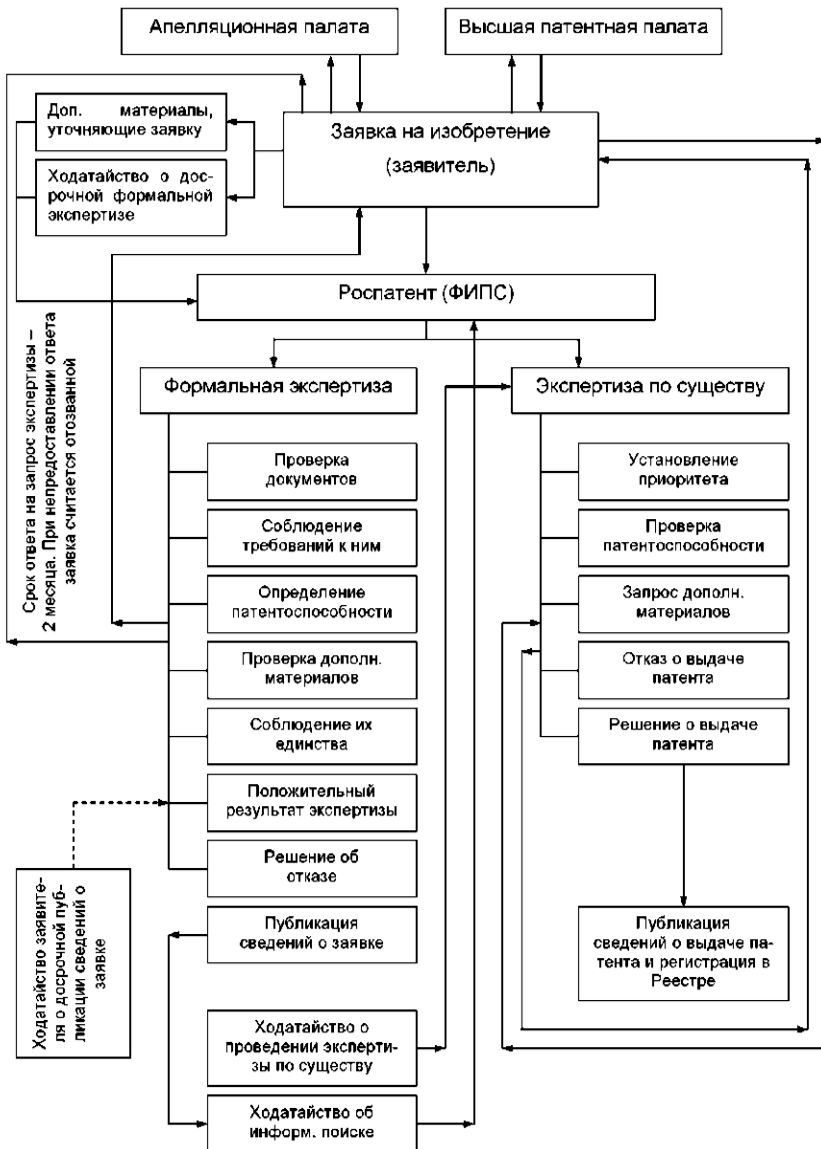 Апелляционная палата
Высшая патентная палата
Доп. материалы,
уточняющие заявку
Заявка на изобретение
(заявитель)
Ходатайство о дос-
рочной формальной
экспертизе
Роспатент (ФИПС)
Срок ответа на запрос экспертизы –
2 месяца. При непредоставлении ответа
заявка считается отозванной
Формальная экспертиза
Проверка
документов
Соблюдение
требований к ним
Определение
патентоспособности
Проверка дополн.
материалов
Соблюдение их
единства
Положительный
результат экспертизы
Решение об
отказе
Публикация
сведений о заявке
Ходатайство о
проведении эксперти-
зы по существу
Ходатайство об
информ. поиске
Ходатайство заявите-
ля о досрочной пуб-
ликации сведений о
заявке
Экспертиза по существу
Установление
приоритета
Проверка
патентоспособности
Запрос дополн.
материалов
Отказ о выдаче
патента
Решение о выдаче
патента
Публикация
сведений о выдаче па-
тента и регистрация в
Реестре